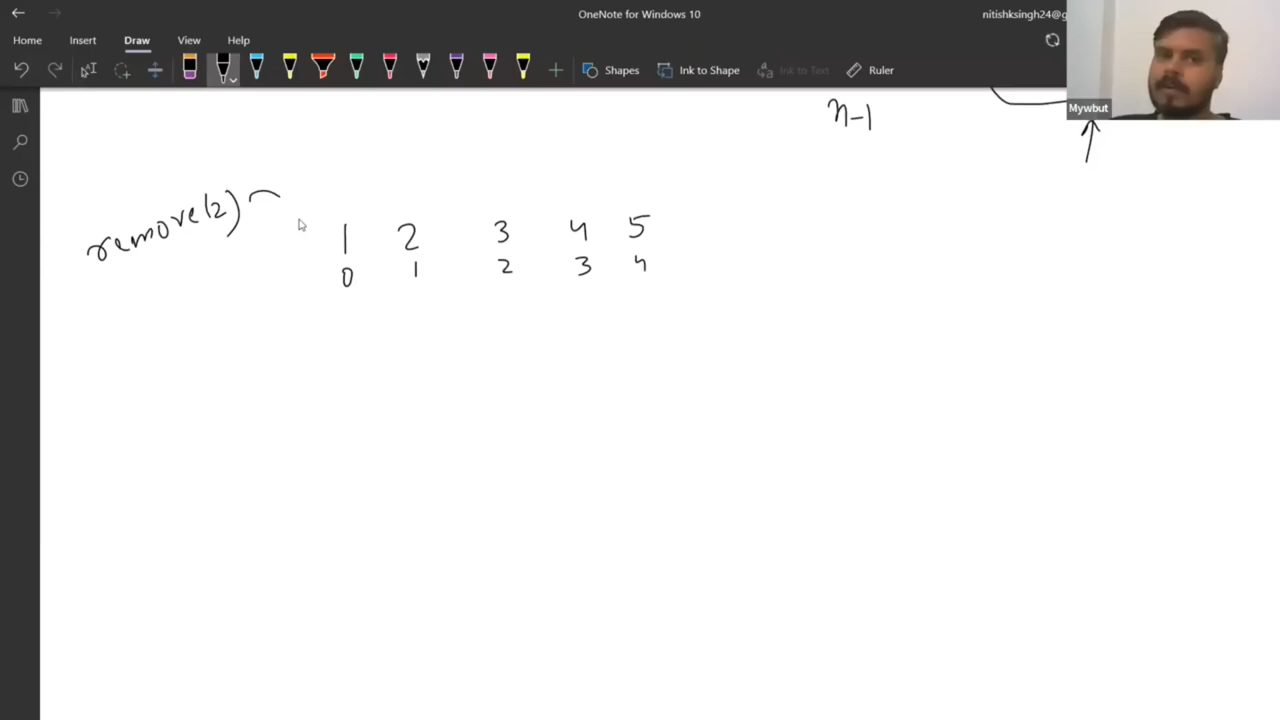 OneNote for Windows 10
nitishksingh24@g
Home Insert Draw View Help
Shapes Ink to Shape Ink to Text Ruler
Mywbut
n-1
remove(2)
1 2 3 4 5
0 1 2 3 4